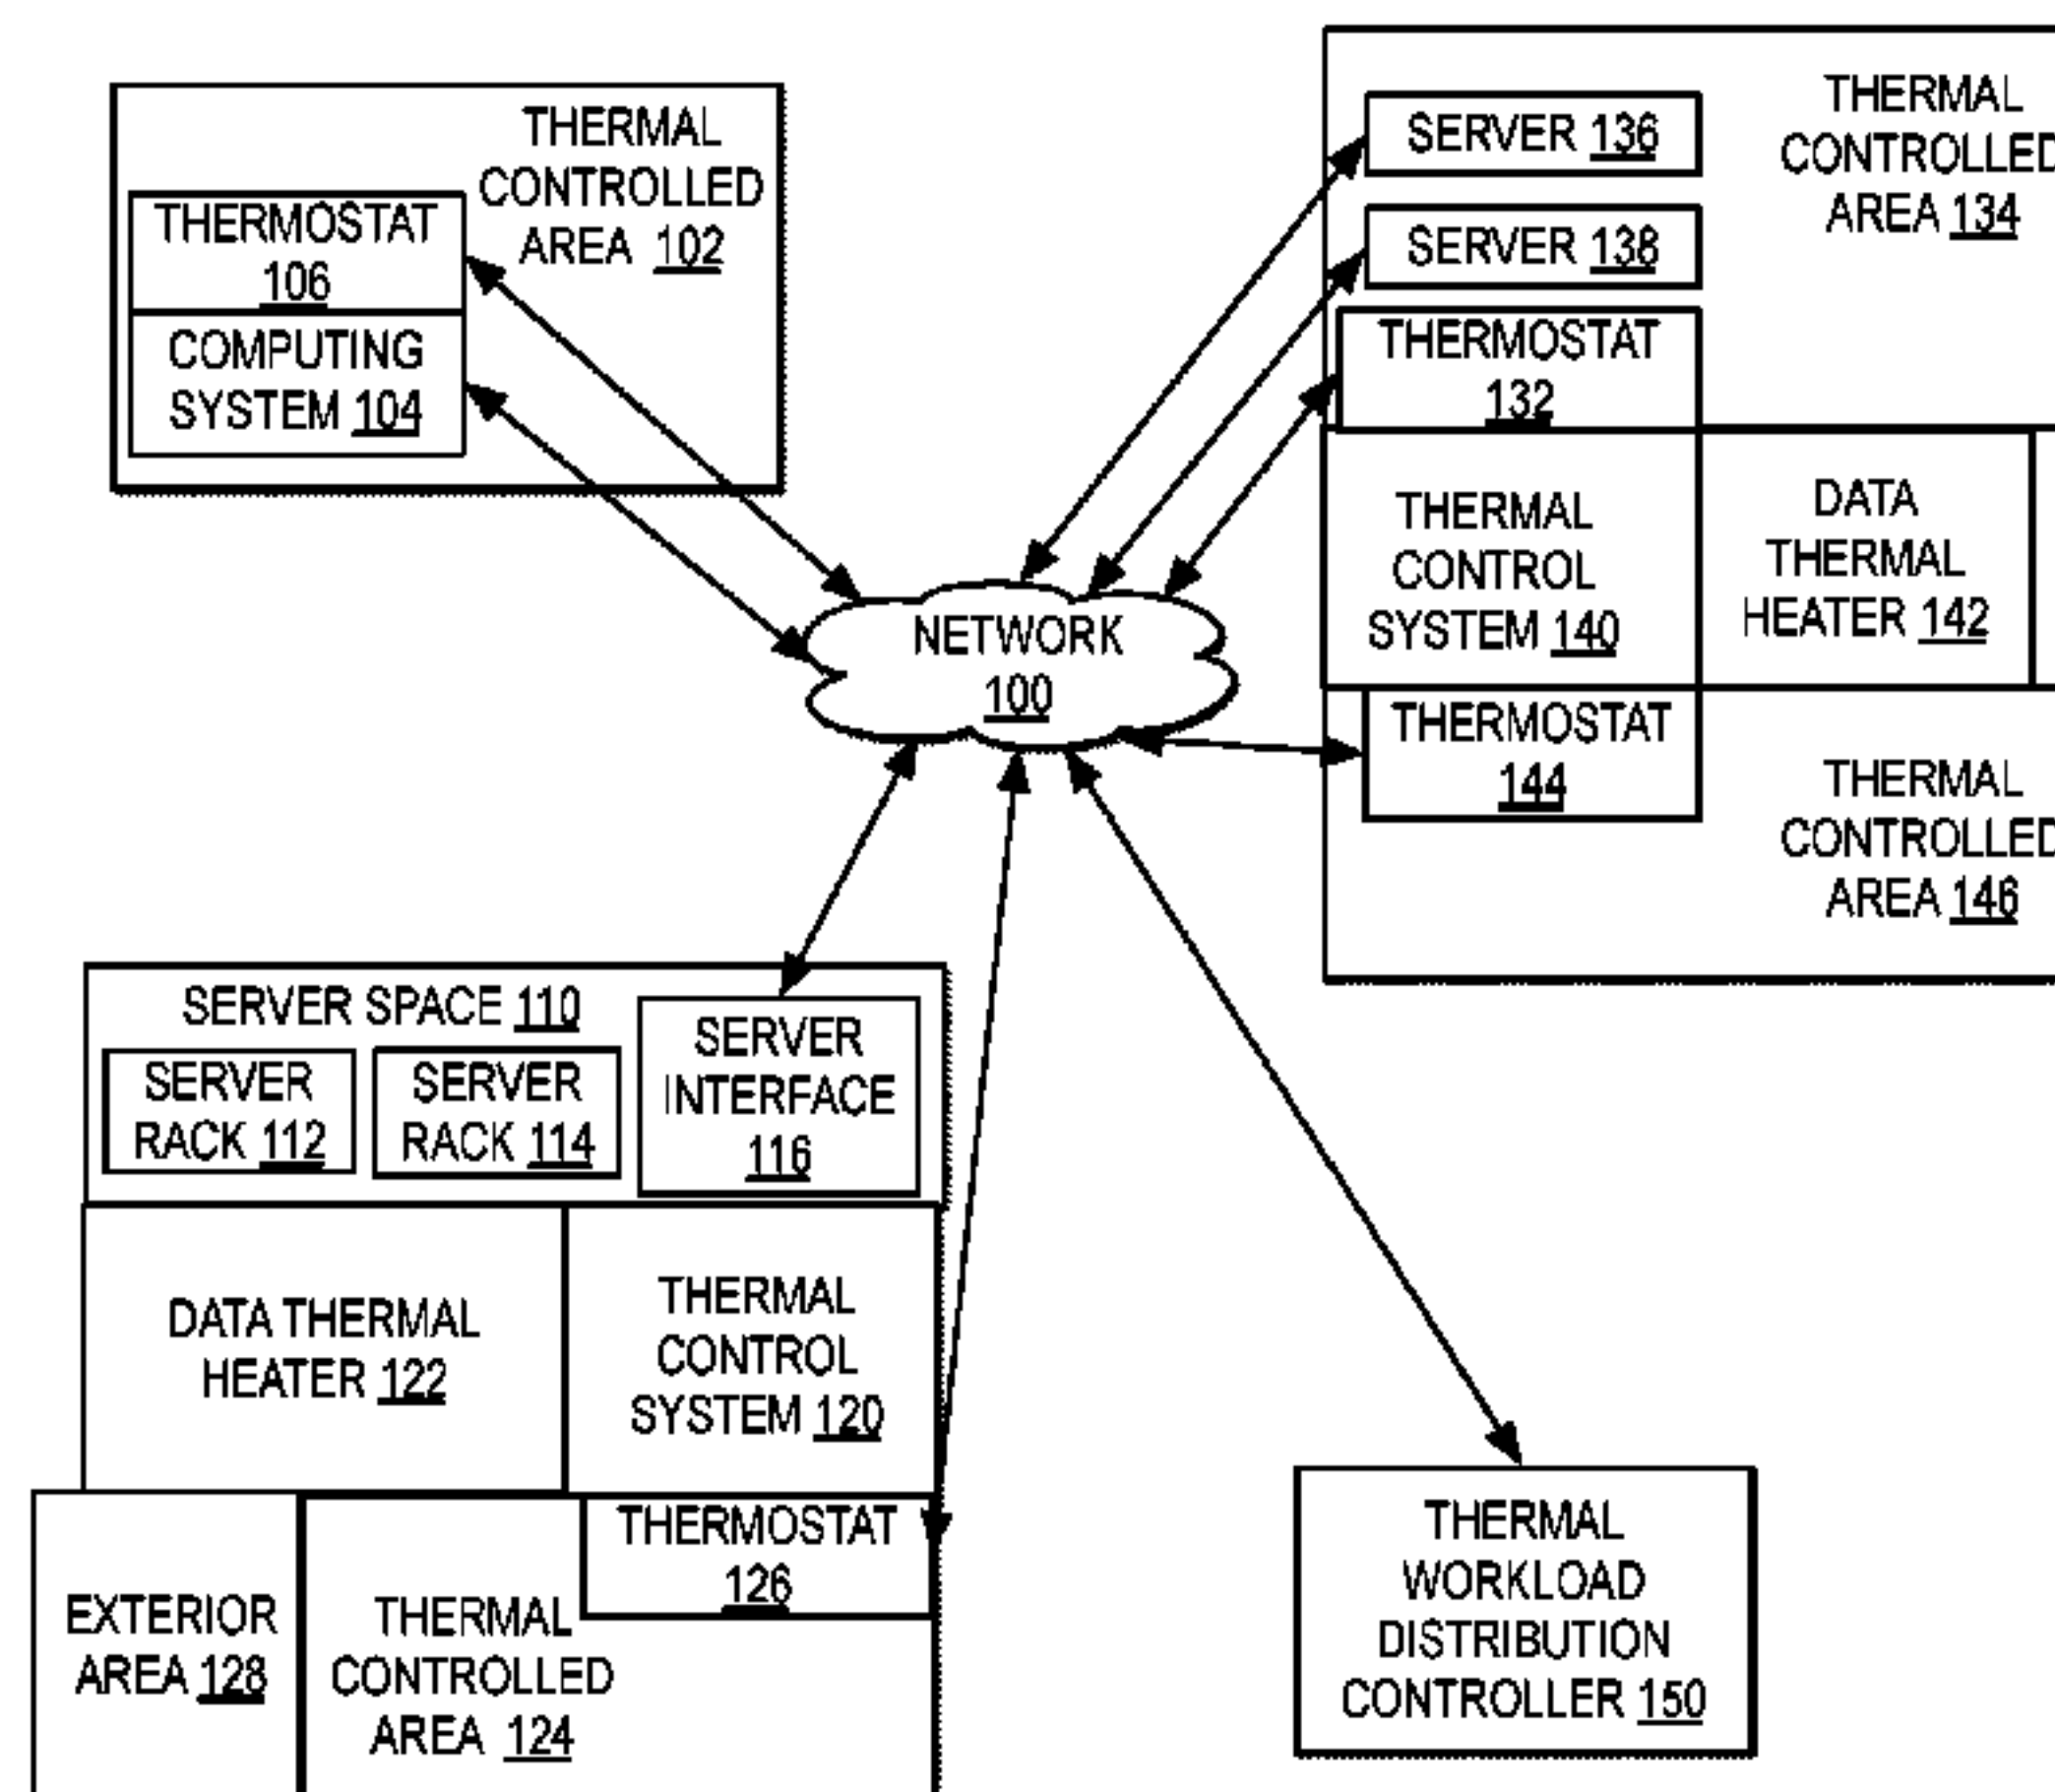 THERMAL
CONTROLLED
AREA 102
THERMOSTAT
106
COMPUTING
SYSTEM 104
THERMAL
CONTROLLED
AREA 134
SERVER 136
SERVER 138
THERMOSTAT
132
THERMAL
CONTROL
SYSTEM 140
DATA
THERMAL
HEATER 142
NETWORK
100
THERMOSTAT
144
THERMAL
CONTROLLED
AREA 146
SERVER SPACE 110
SERVER
RACK 112
SERVER
RACK 114
SERVER
INTERFACE
116
DATA THERMAL
HEATER 122
THERMAL
CONTROL
SYSTEM 120
THERMOSTAT
126
EXTERIOR
AREA 128
THERMAL
CONTROLLED
AREA 124
THERMAL
WORKLOAD
DISTRIBUTION
CONTROLLER 150